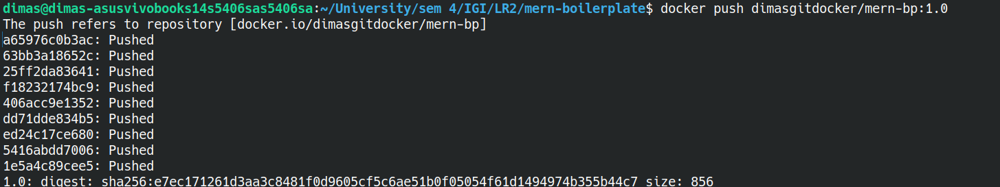 dimas@dimas-asusvivobooks14s5406sas5406sa:~/University/sem 4/IGI/LR2/mern-boilerplate$ docker push dimasgitdocker/mern-bp:1.0
The push refers to repository [docker.io/dimasgitdocker/mern-bp]
a65976c0b3ac: Pushed
63bb3a18652c: Pushed
25ff2da83641: Pushed
f18232174bc9: Pushed
406acc9e1352: Pushed
dd71dde834b5: Pushed
ed24c17ce680: Pushed
5416abdd7006: Pushed
1e5a4c89cee5: Pushed
1.0: digest: sha256:e7ec171261d3aa3c8481f0d9605cf5c6ae51b0f05054f61d1494974b355b44c7 size: 856